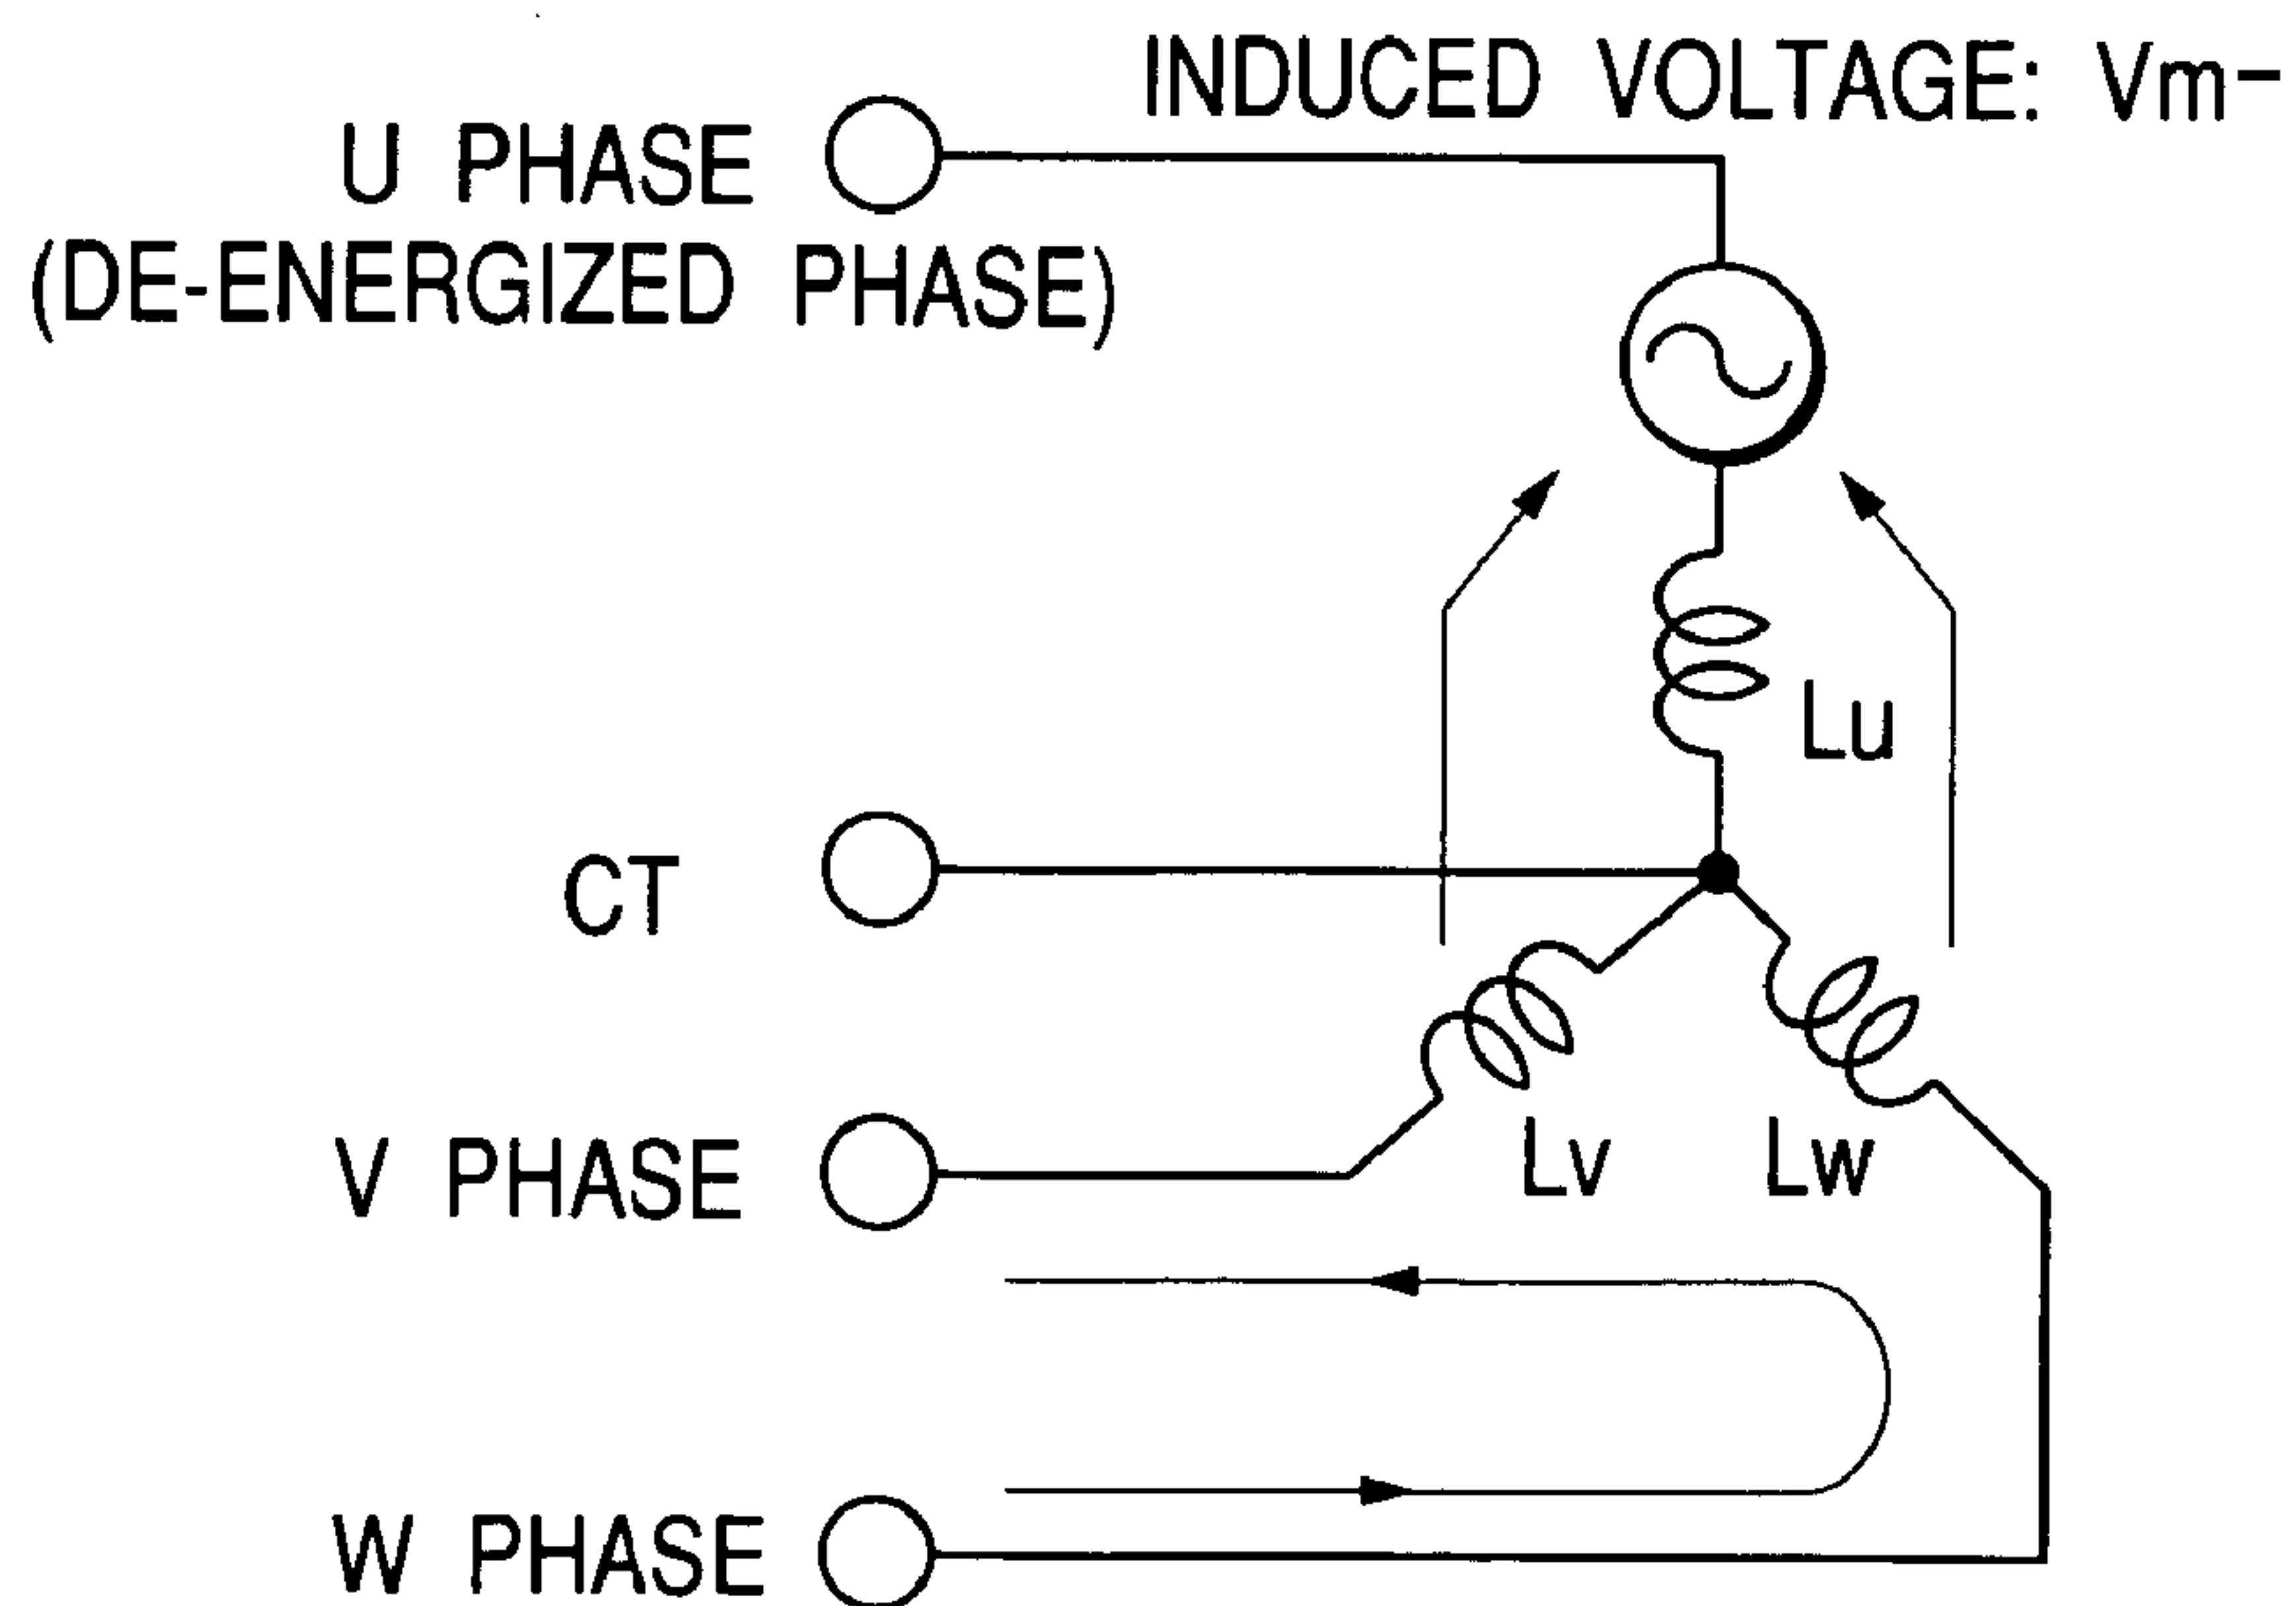 INDUCED VOLTAGE: Vm-
U PHASE
(DE-ENERGIZED PHASE)
Lu
CT
V PHASE
Lv
Lw
W PHASE